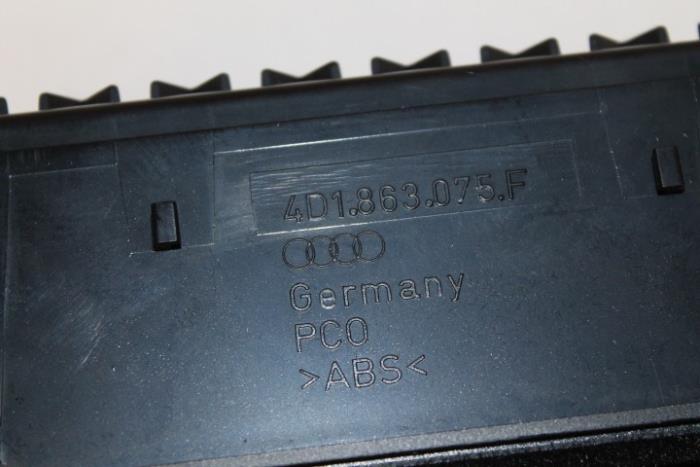 4D1.863.075.F
Germany
PCO
>ABS<